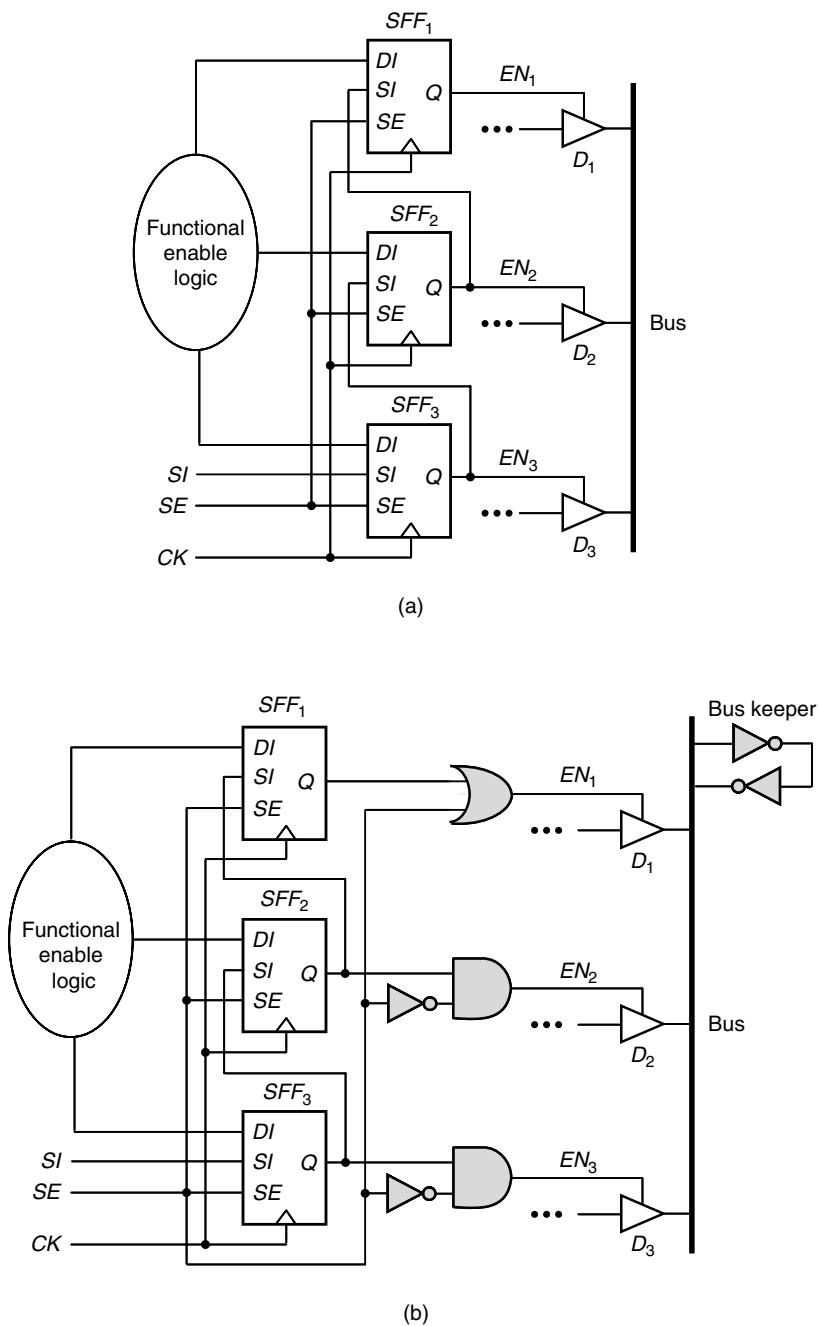 SFF1
DI
SI
SE
Q
EN1
D1
Functional
enable
logic
SFF2
DI
SI
SE
Q
EN2
D2
Bus
SFF3
DI
SI
SE
Q
EN3
D3
SI
SE
CK
(a)
SFF1
DI
SI
SE
Q
EN1
D1
Bus keeper
Functional
enable
logic
SFF2
DI
SI
SE
Q
EN2
D2
Bus
SFF3
DI
SI
SE
Q
EN3
D3
SI
SE
CK
(b)